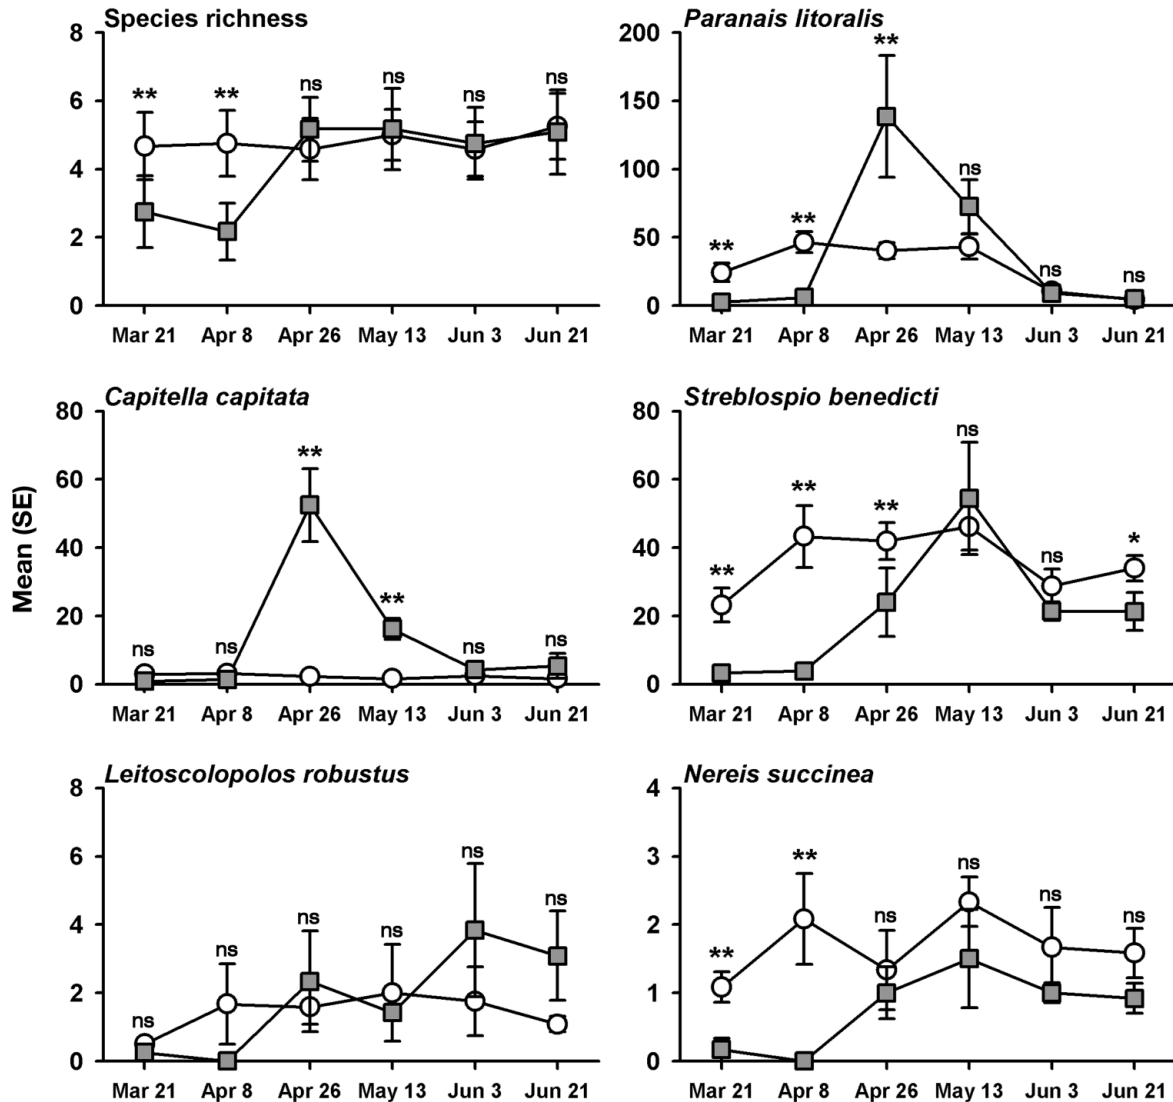 Species richness
8
6
4
2
0
** ** ns ns ns ns
Mar 21 Apr 8 Apr 26 May 13 Jun 3 Jun 21
Paranais litoralis
200
150
100
50
0
** ** ** ns ns ns
Mar 21 Apr 8 Apr 26 May 13 Jun 3 Jun 21
Mean (SE)
Capitella capitata
80
60
40
20
0
ns ns ** ** ns ns
Mar 21 Apr 8 Apr 26 May 13 Jun 3 Jun 21
Streblospio benedicti
80
60
40
20
0
** ** ** ns ns *
Mar 21 Apr 8 Apr 26 May 13 Jun 3 Jun 21
Leitoscolopolos robustus
8
6
4
2
0
ns ns ns ns ns ns
Mar 21 Apr 8 Apr 26 May 13 Jun 3 Jun 21
Nereis succinea
4
3
2
1
0
** ** ns ns ns ns
Mar 21 Apr 8 Apr 26 May 13 Jun 3 Jun 21